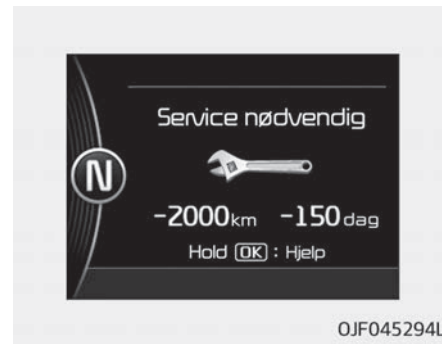 Service nødvendig
N
-2000km -150dag
Hold [OK] : Hjelp
OJF045294L